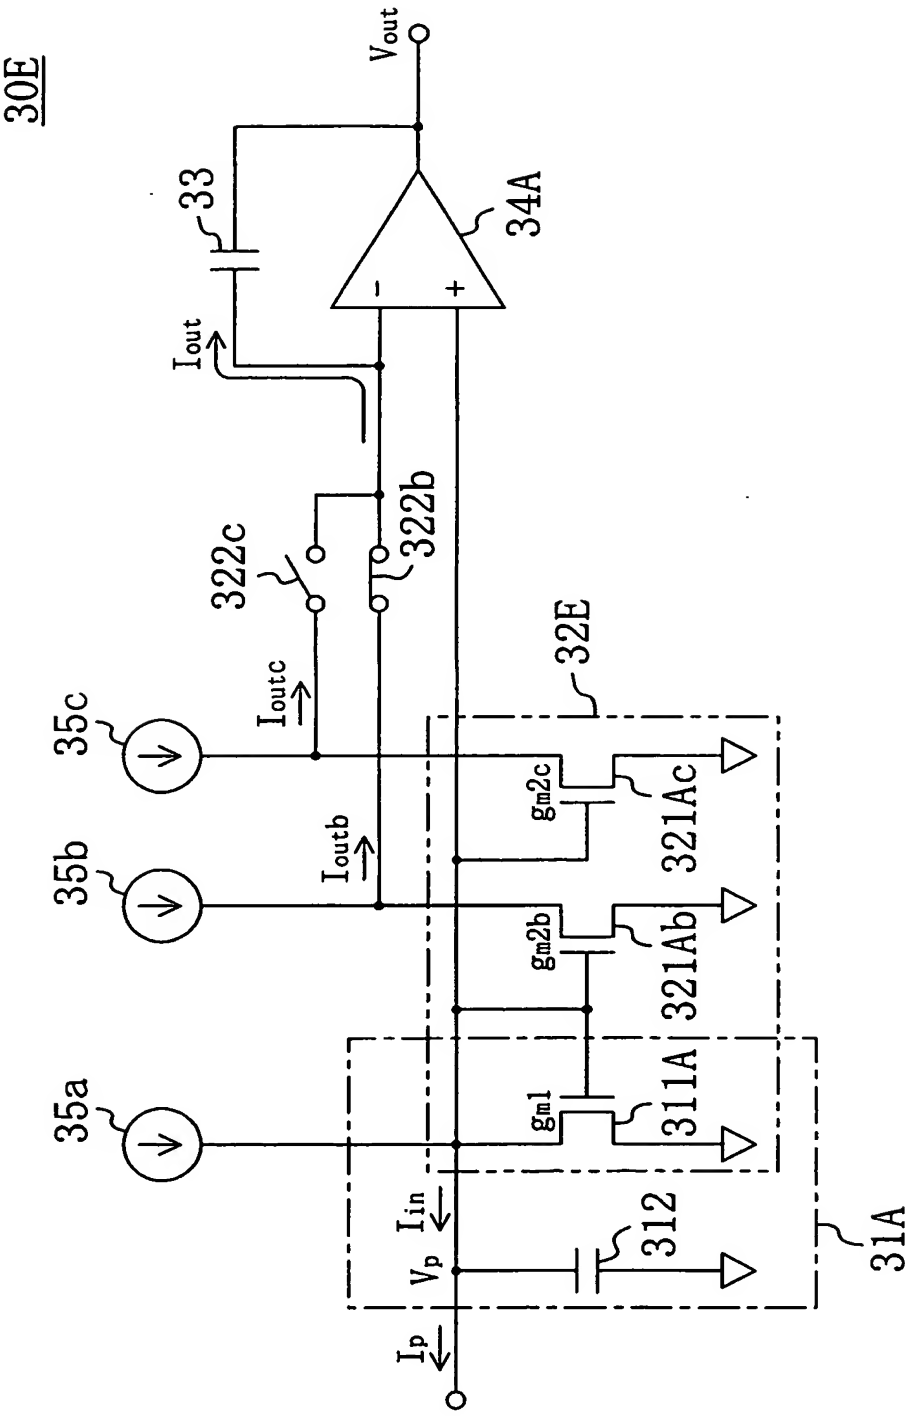 30E
35a
35b
35c
33
Iout
Vout
322c
322b
34A
-
+
Ioutc
Ioutb
32E
Ip
Vp
Iin
gm1
gm2b
gm2c
312
311A
321Ab
321Ac
31A